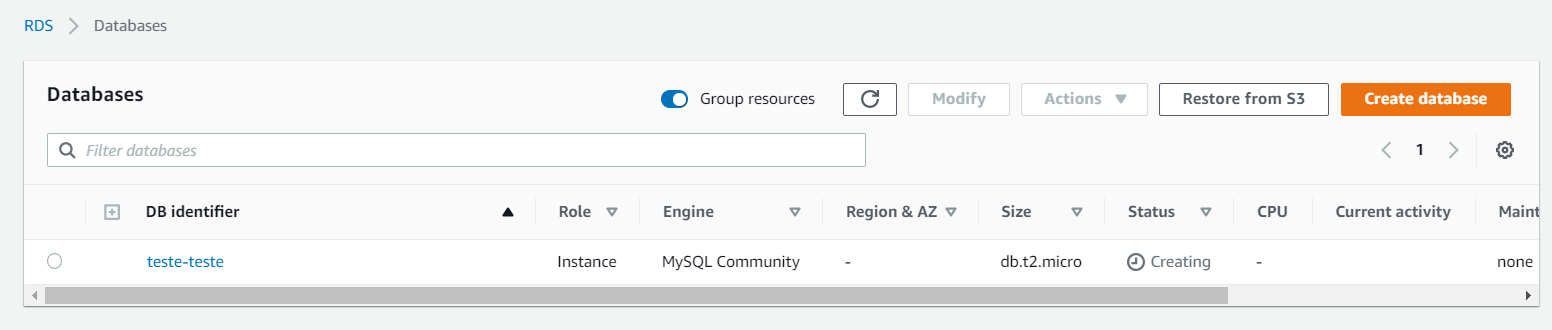 RDS > Databases
Databases Group resources Modify Actions Restore from S3 Create database
Filter databases 1
DB identifier Role Engine Region & AZ Size Status CPU Current activity Maint
teste-teste Instance MySQL Community - db.t2.micro Creating - none